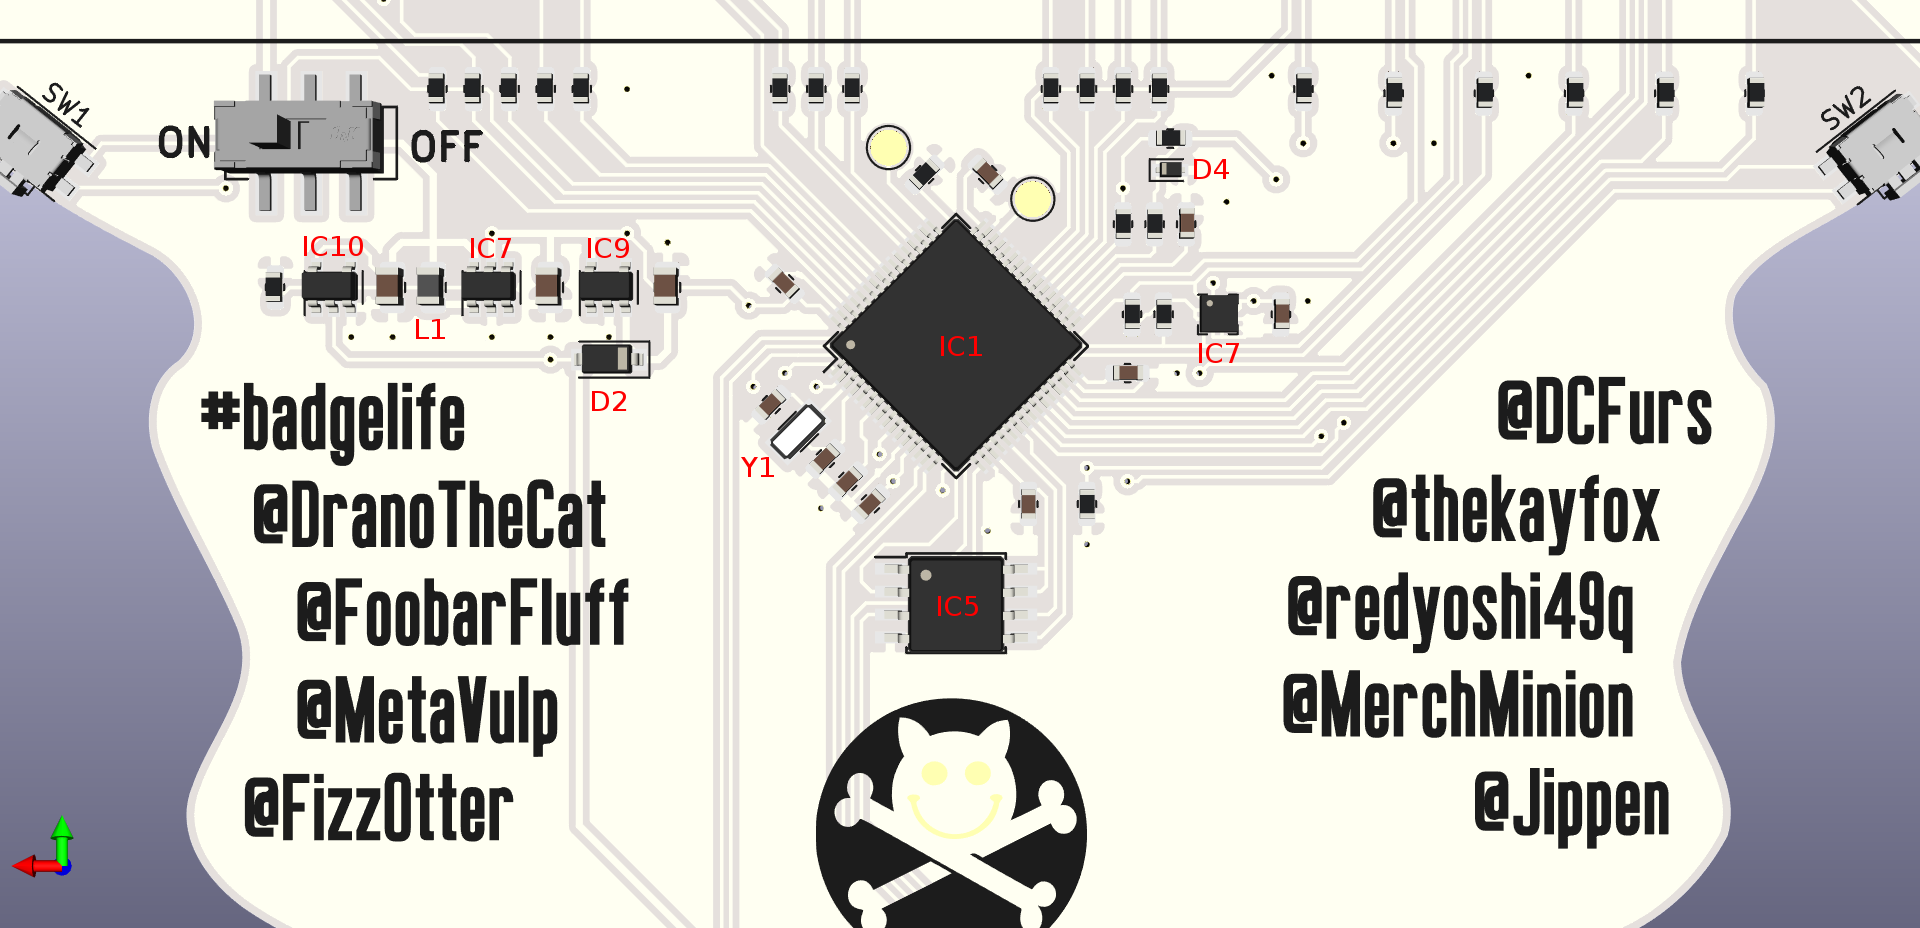 SW1
ON
OFF
SW2
D4
IC10
IC7
IC9
L1
IC1
IC7
D2
Y1
IC5
#badgelife
@DranoTheCat
@FoobarFluff
@MetaVulp
@FizzOtter
@DCFurs
@thekayfox
@redyoshi49q
@MerchMinion
@Jippen